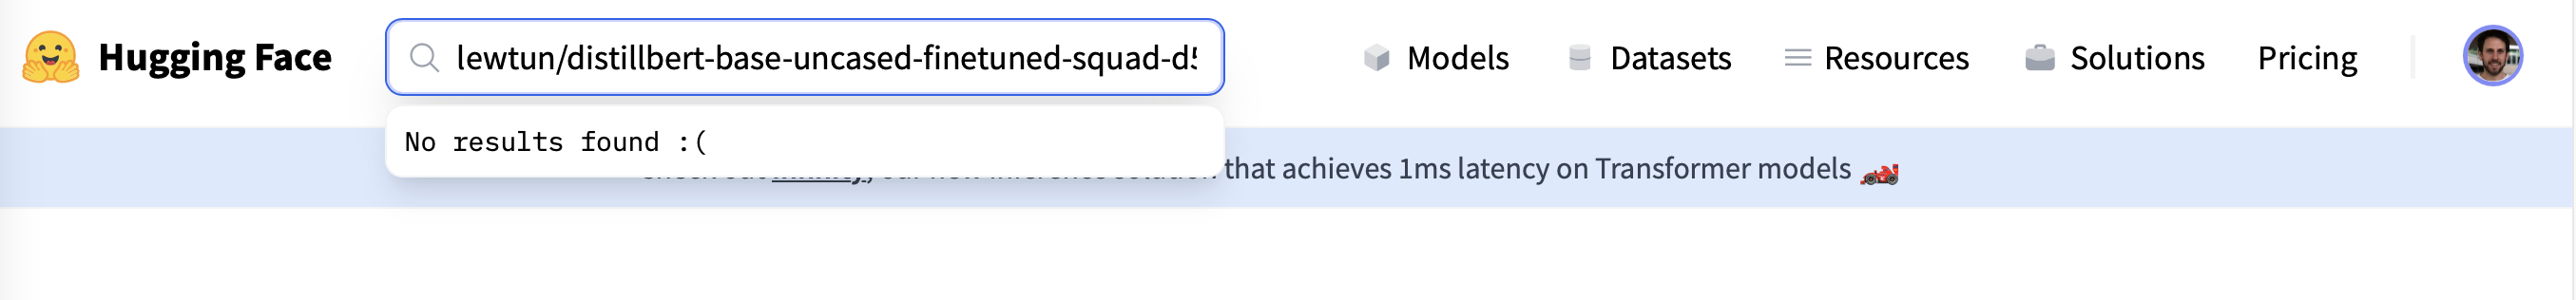 Hugging Face
lewtun/distillbert-base-uncased-finetuned-squad-d5
Models
Datasets
Resources
Solutions
Pricing
No results found :(
that achieves 1ms latency on Transformer models